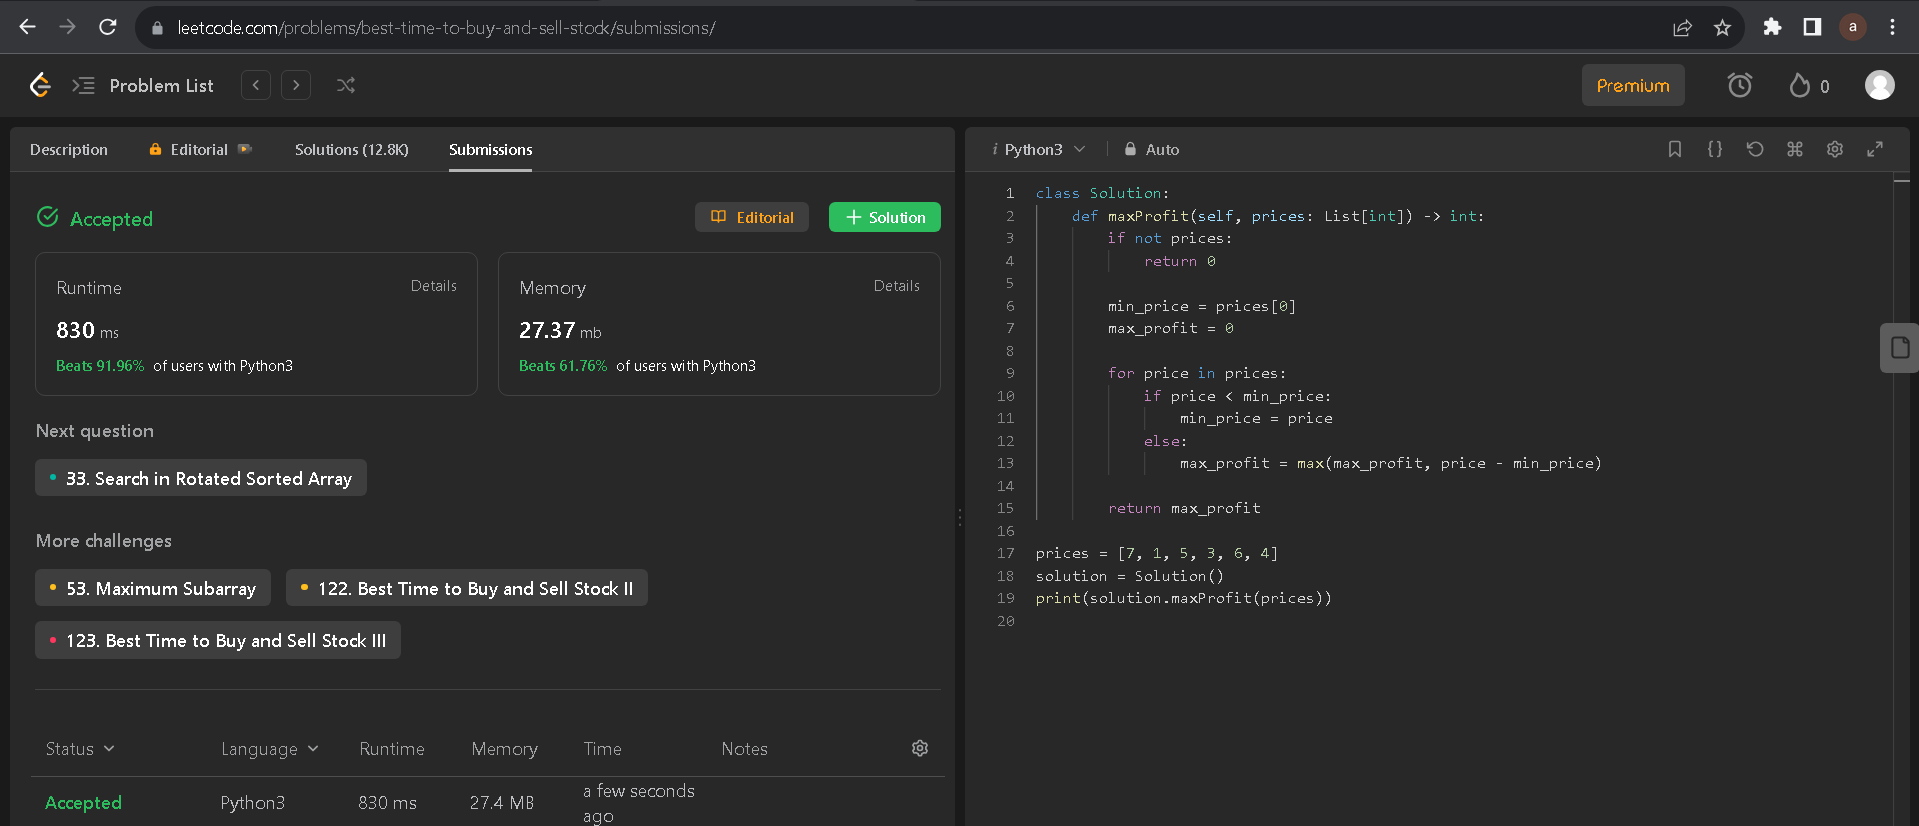 leetcode.com/problems/best-time-to-buy-and-sell-stock/submissions/
a
Problem List
Premium
0
Description Editorial Solutions (12.8K) Submissions
Accepted
Editorial
Solution
Runtime Details
830 ms
Beats 91.96% of users with Python3
Memory Details
27.37 mb
Beats 61.76% of users with Python3
Next question
33. Search in Rotated Sorted Array
More challenges
53. Maximum Subarray
122. Best Time to Buy and Sell Stock II
123. Best Time to Buy and Sell Stock III
Status Language Runtime Memory Time Notes
Accepted Python3 830 ms 27.4 MB a few seconds
ago
i Python3 Auto
1 class Solution:
2     def maxProfit(self, prices: List[int]) -> int:
3         if not prices:
4             return 0
5
6         min_price = prices[0]
7         max_profit = 0
8
9         for price in prices:
10             if price < min_price:
11                 min_price = price
12             else:
13                 max_profit = max(max_profit, price - min_price)
14
15         return max_profit
16
17 prices = [7, 1, 5, 3, 6, 4]
18 solution = Solution()
19 print(solution.maxProfit(prices))
20